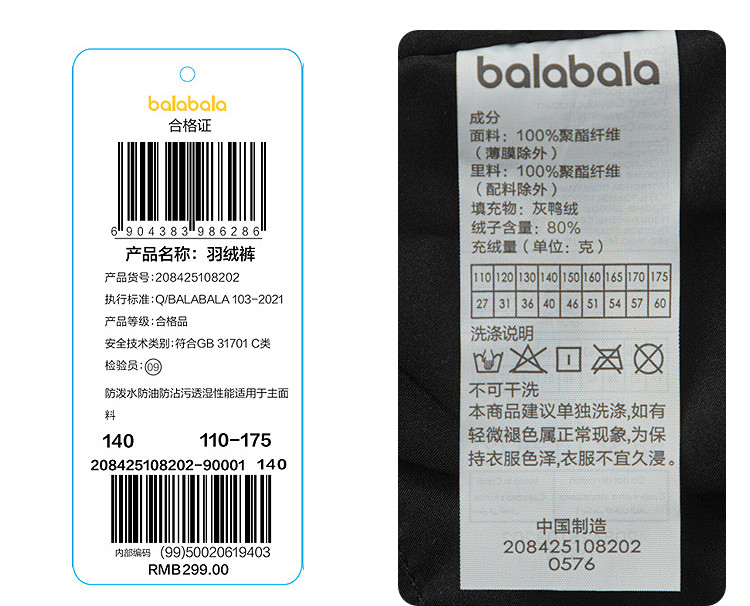 balabala
合格证
6 904383 986286
产品名称：羽绒裤
产品货号：208425108202
执行标准：Q/BALABALA 103-2021
产品等级：合格品
安全技术类别：符合GB 31701 C类
检验员：09
防泼水防油防沾污透湿性能适用于主面
料
140 110-175
208425108202-90001 140
内部编码 (99)50020619403
RMB299.00
balabala
成分
面料：100%聚酯纤维
（薄膜除外）
里料：100%聚酯纤维
（配料除外）
填充物：灰鸭绒
绒子含量：80%
充绒量（单位：克）
110 120 130 140 150 160 165 170 175
27 31 36 40 46 51 54 57 60
洗涤说明
不可干洗
本商品建议单独洗涤,如有
轻微褪色属正常现象,为保
持衣服色泽,衣服不宜久浸。
中国制造
208425108202
0576